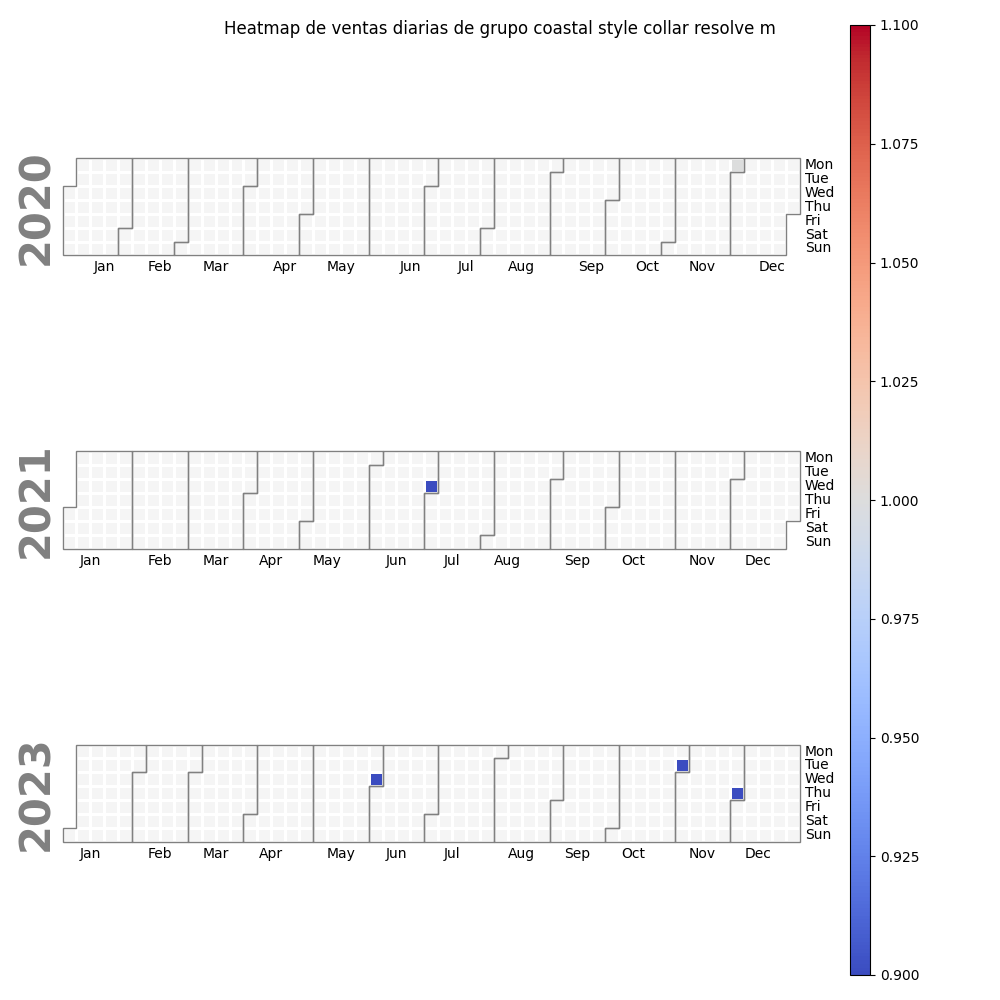 Heatmap de ventas diarias de grupo coastal style collar resolve m
2020
Mon
Tue
Wed
Thu
Fri
Sat
Sun
Jan Feb Mar Apr May Jun Jul Aug Sep Oct Nov Dec
2021
Mon
Tue
Wed
Thu
Fri
Sat
Sun
Jan Feb Mar Apr May Jun Jul Aug Sep Oct Nov Dec
2023
Mon
Tue
Wed
Thu
Fri
Sat
Sun
Jan Feb Mar Apr May Jun Jul Aug Sep Oct Nov Dec
1.100
1.075
1.050
1.025
1.000
0.975
0.950
0.925
0.900